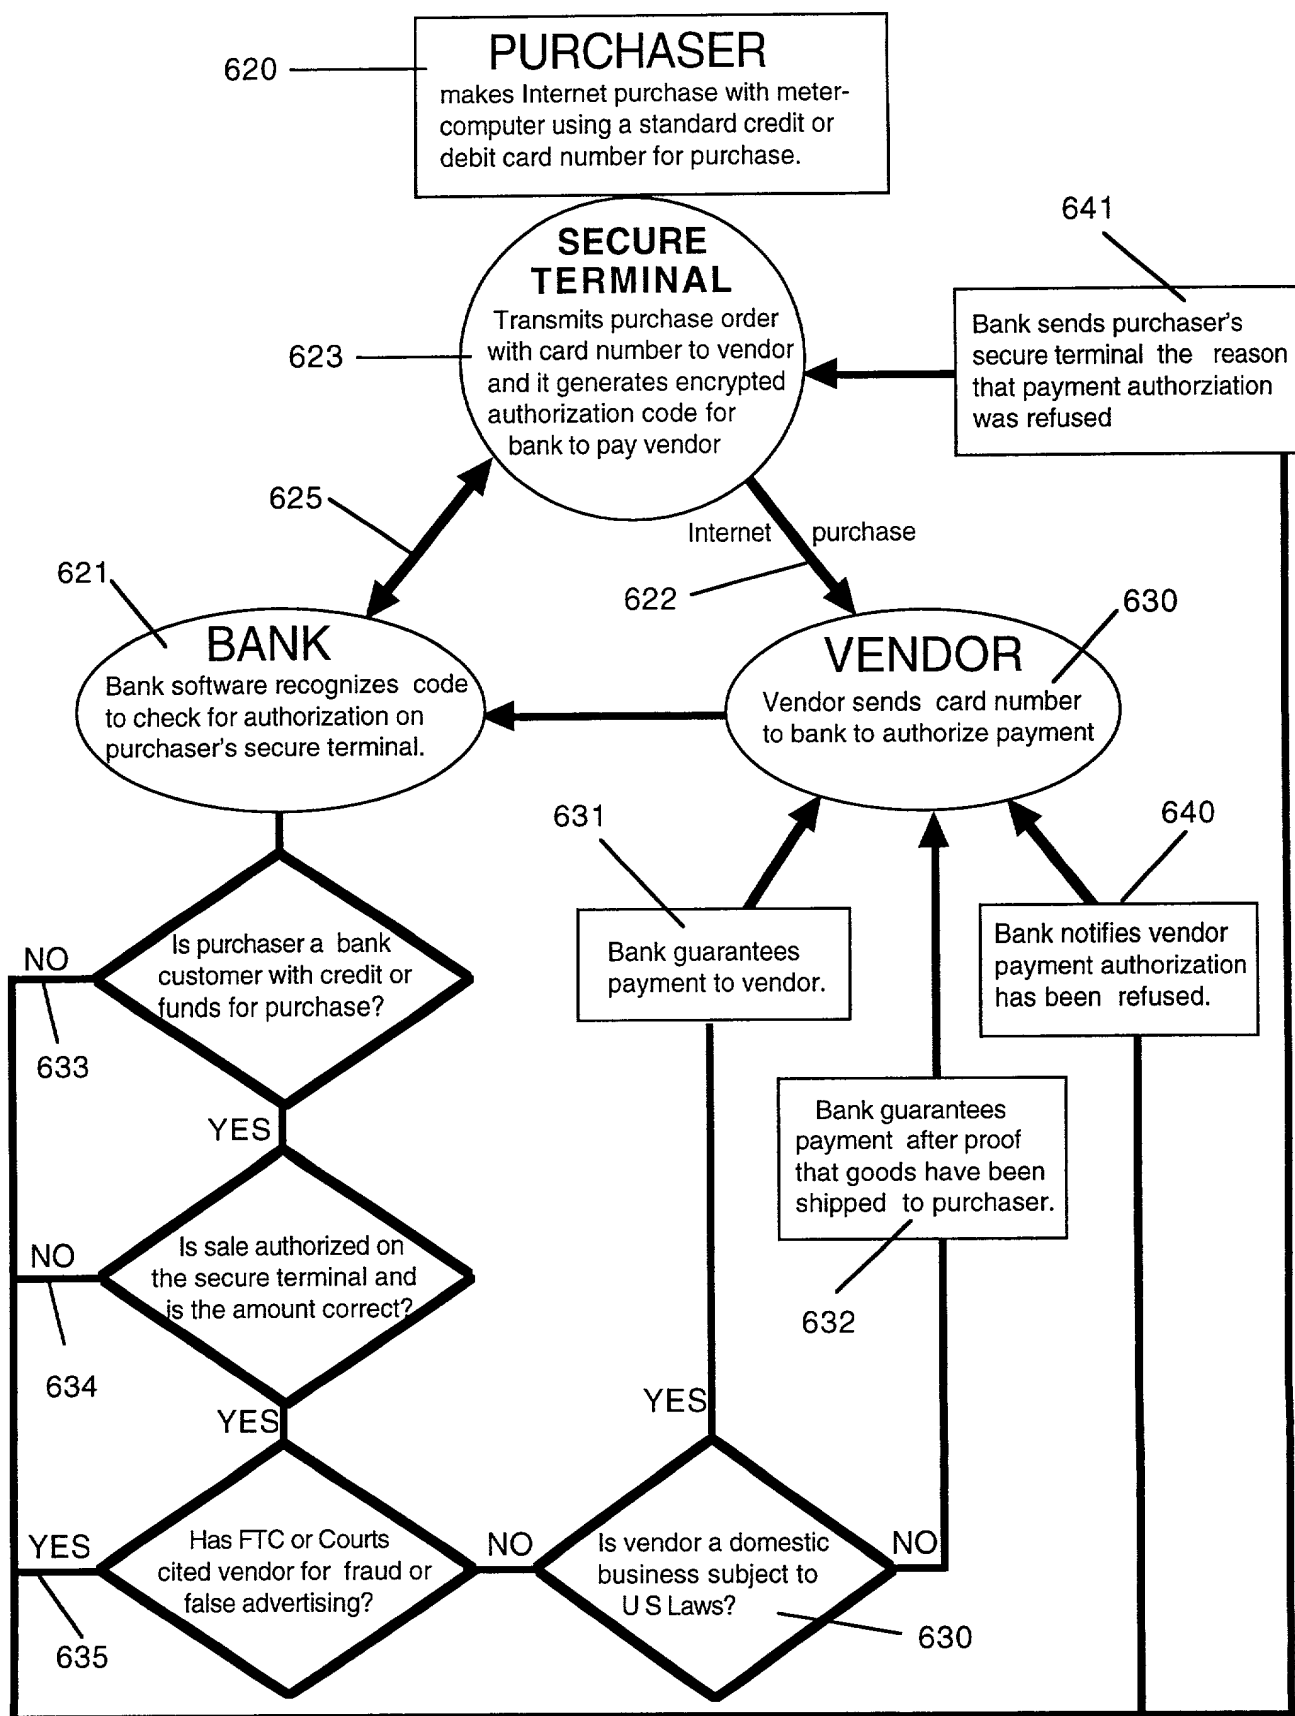 PURCHASER
620
makes Internet purchase with meter-
computer using a standard credit or
debit card number for purchase.
641
SECURE
TERMINAL
Transmits purchase order
623
with card number to vendor
and it generates encrypted
authorization code for
bank to pay vendor
Bank sends purchaser's
secure terminal the reason
that payment authorziation
was refused
625
Internet purchase
622
621
630
BANK
Bank software recognizes code
to check for authorization on
purchaser's secure terminal.
VENDOR
Vendor sends card number
to bank to authorize payment
631
640
NO
Is purchaser a bank
customer with credit or
funds for purchase?
633
Bank guarantees
payment to vendor.
Bank notifies vendor
payment authorization
has been refused.
YES
Bank guarantees
payment after proof
that goods have been
shipped to purchaser.
632
NO
Is sale authorized on
the secure terminal and
is the amount correct?
634
YES
YES
YES
Has FTC or Courts
cited vendor for fraud or
false advertising?
635
NO
Is vendor a domestic
business subject to
U S Laws?
NO
630